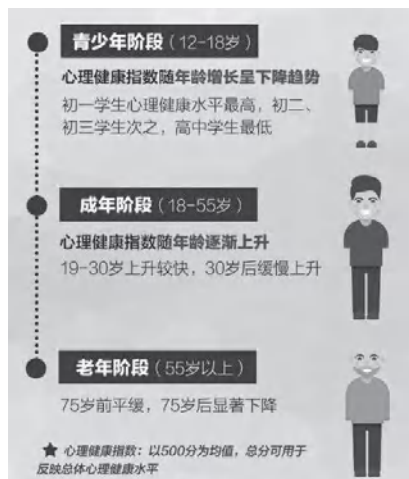 青少年阶段（12-18岁）
心理健康指数随年龄增长呈下降趋势
初一学生心理健康水平最高，初二、
初三学生次之，高中学生最低
成年阶段（18-55岁）
心理健康指数随年龄逐渐上升
19-30岁上升较快，30岁后缓慢上升
老年阶段（55岁以上）
75岁前平缓，75岁后显著下降
★ 心理健康指数：以500分为均值，总分可用于
反映总体心理健康水平